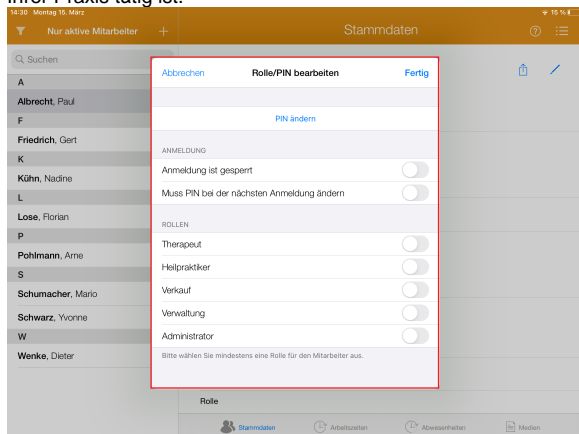 Ihrer Praxis tätig ist.
14:30 Montag 15. März
15 %
Nur aktive Mitarbeiter
+
Stammdaten
Suchen
Abbrechen
Rolle/PIN bearbeiten
Fertig
A
Albrecht, Paul
F
Friedrich, Gert
K
Kühn, Nadine
L
Lose, Florian
P
Pohlmann, Arne
S
Schumacher, Mario
Schwarz, Yvonne
W
Wenke, Dieter
PIN ändern
ANMELDUNG
Anmeldung ist gesperrt
Muss PIN bei der nächsten Anmeldung ändern
ROLLEN
Therapeut
Heilpraktiker
Verkauf
Verwaltung
Administrator
Bitte wählen Sie mindestens eine Rolle für den Mitarbeiter aus.
Rolle
Stammdaten
Arbeitszeiten
Abwesenheiten
Medien